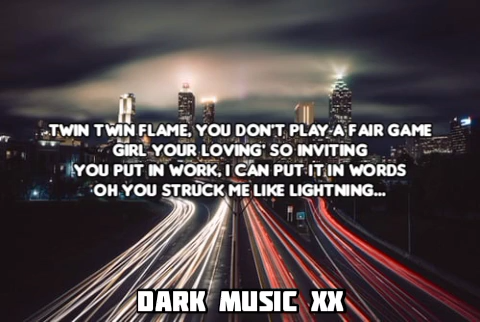 TWIN TWIN FLAME, YOU DON'T PLAY A FAIR GAME
GIRL YOUR LOVING' SO INVITING
YOU PUT IN WORK, I CAN PUT IT IN WORDS
OH YOU STRUCK ME LIKE LIGHTNING...
DARK MUSIC XX